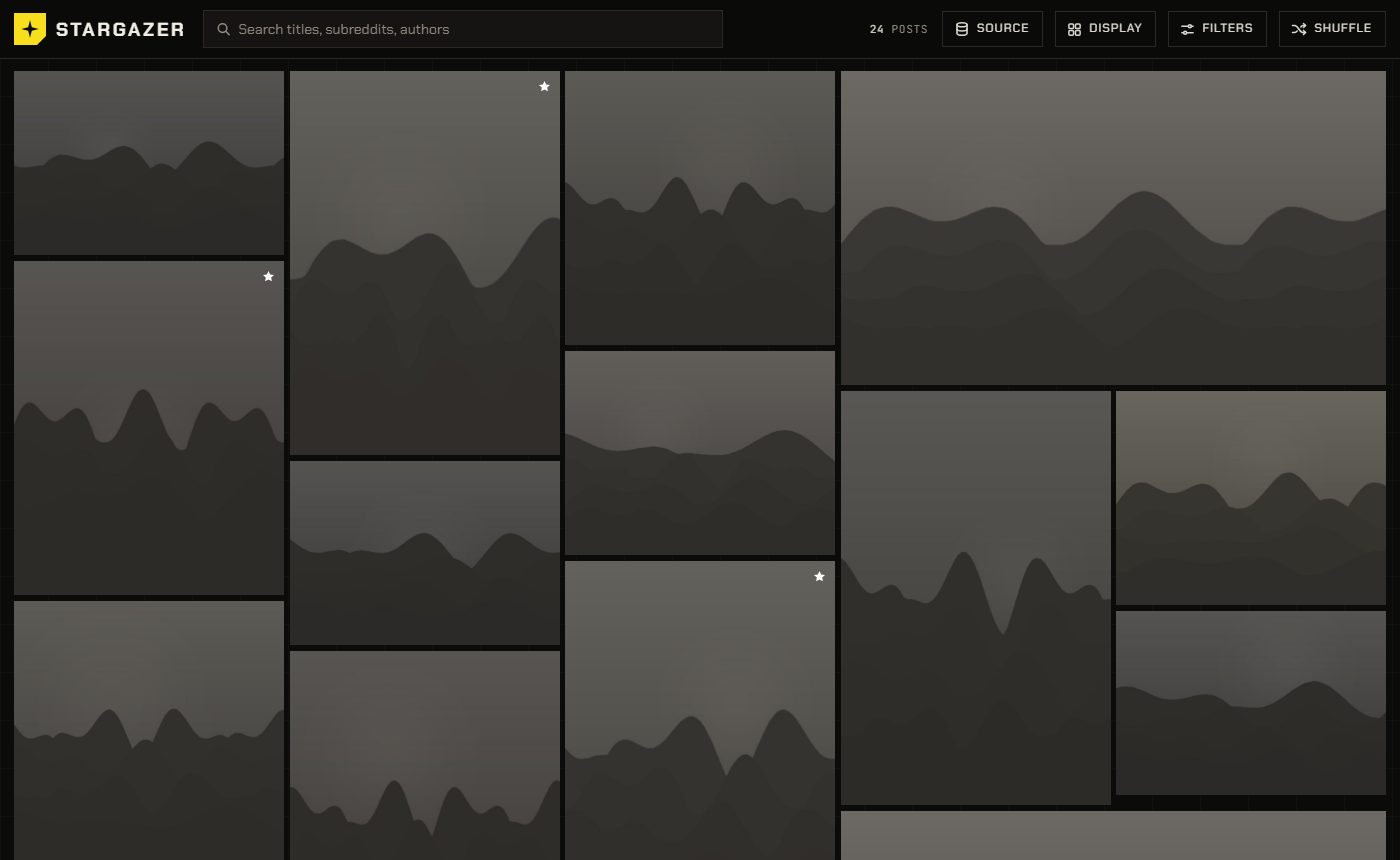 STARGAZER
Search titles, subreddits, authors
24 POSTS
SOURCE
DISPLAY
FILTERS
SHUFFLE